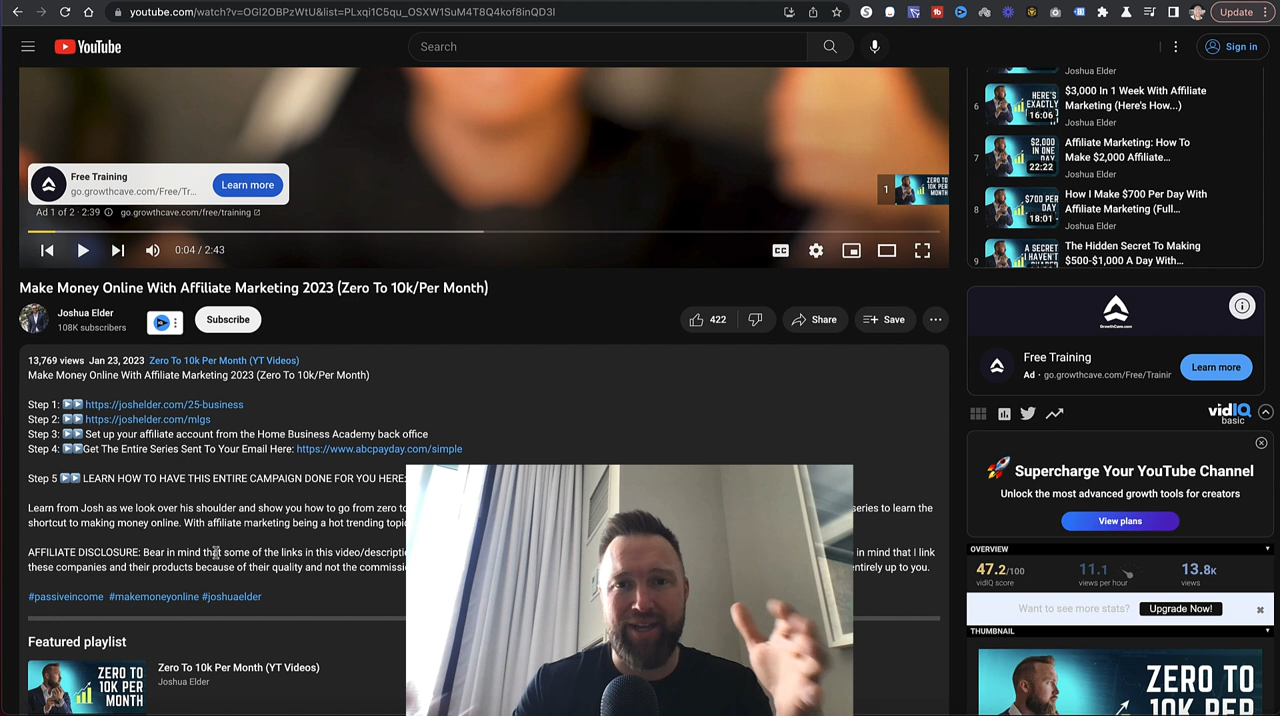 youtube.com/watch?v=OGI2OBPzWtU&list=PLxqi1C5qu_OSXW1SuM4T8Q4kof8inQD3I
Update
YouTube
Search
Sign in
Free Training
go.growthcave.com/Free/Tr...
Learn more
Ad 1 of 2 · 2:39
go.growthcave.com/free/training
1
ZERO TO
10K PER
MONTH
0:04 / 2:43
CC
Make Money Online With Affiliate Marketing 2023 (Zero To 10k/Per Month)
Joshua Elder
108K subscribers
Subscribe
422
Share
Save
13,769 views Jan 23, 2023 Zero To 10k Per Month (YT Videos)
Make Money Online With Affiliate Marketing 2023 (Zero To 10k/Per Month)
Step 1: https://joshelder.com/25-business
Step 2: https://joshelder.com/mlgs
Step 3: Set up your affiliate account from the Home Business Academy back office
Step 4: Get The Entire Series Sent To Your Email Here: https://www.abcpayday.com/simple
Step 5 LEARN HOW TO HAVE THIS ENTIRE CAMPAIGN DONE FOR YOU HERE:
Learn from Josh as we look over his shoulder and show you how to go from zero to series to learn the
shortcut to making money online. With affiliate marketing being a hot trending topic
AFFILIATE DISCLOSURE: Bear in mind that some of the links in this video/descriptio in mind that I link
these companies and their products because of their quality and not the commissio entirely up to you.
#passiveincome #makemoneyonline #joshuaelder
Featured playlist
ZERO TO
10K PER
MONTH
Zero To 10k Per Month (YT Videos)
Joshua Elder
Joshua Elder
6
HERE'S
EXACTLY
16:06
$3,000 In 1 Week With Affiliate
Marketing (Here's How...)
Joshua Elder
7
$2,000
IN ONE
22:22
Affiliate Marketing: How To
Make $2,000 Affiliate...
Joshua Elder
8
$700 PER
DAY
18:01
How I Make $700 Per Day With
Affiliate Marketing (Full...
Joshua Elder
9
A SECRET
I HAVEN'T
The Hidden Secret To Making
$500-$1,000 A Day With...
GrowthCave.com
Free Training
Ad · go.growthcave.com/Free/Trainir
Learn more
vidIQ
basic
Supercharge Your YouTube Channel
Unlock the most advanced growth tools for creators
View plans
OVERVIEW
47.2/100
vidIQ score
11.1
views per hour
13.8K
views
Want to see more stats?
Upgrade Now!
THUMBNAIL
ZERO TO
10K PER